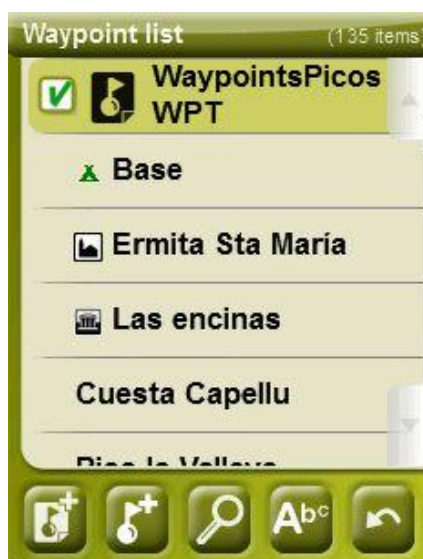 Waypoint list (135 items)
WaypointsPicos
WPT
Base
Ermita Sta María
Las encinas
Cuesta Capellu
Abc